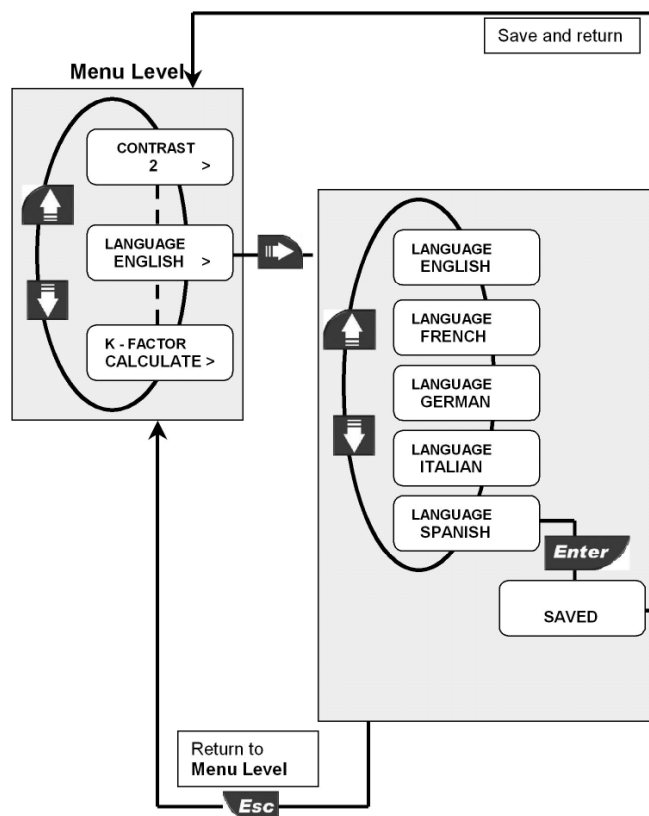 Save and return
Menu Level
CONTRAST
2 >
LANGUAGE
ENGLISH >
K - FACTOR
CALCULATE >
LANGUAGE
ENGLISH
LANGUAGE
FRENCH
LANGUAGE
GERMAN
LANGUAGE
ITALIAN
LANGUAGE
SPANISH
Enter
SAVED
Return to
Menu Level
Esc